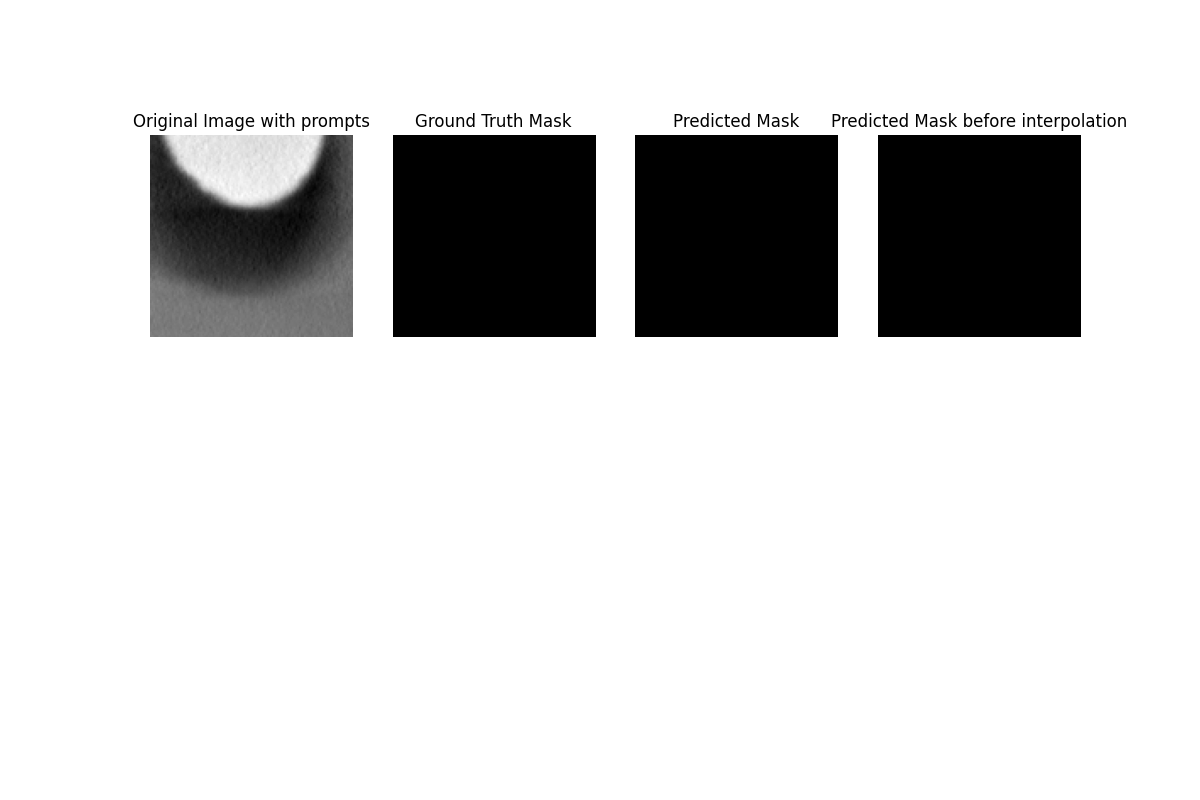 Original Image with prompts
Ground Truth Mask
Predicted Mask
Predicted Mask before interpolation